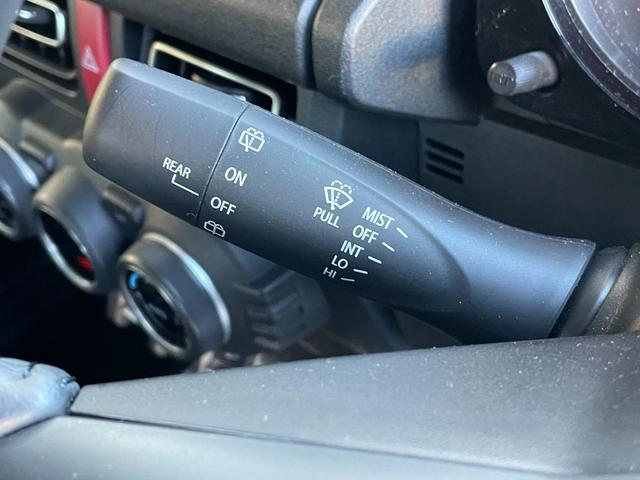 REAR
ON
OFF
PULL
MIST
OFF
INT
LO
HI